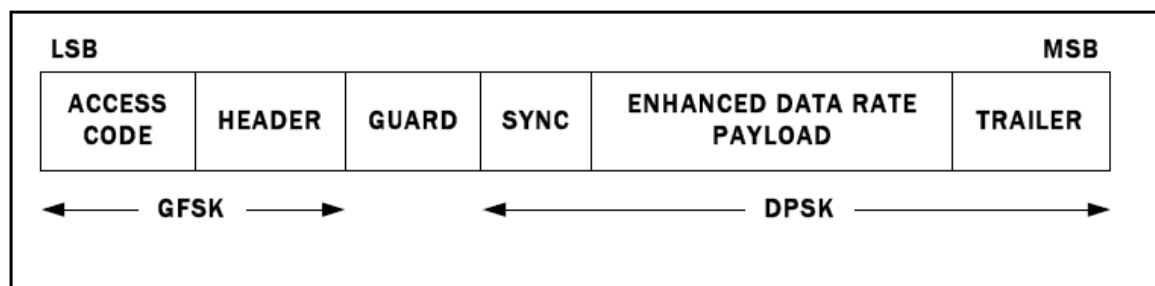 LSB
MSB
ACCESS
CODE
HEADER
GUARD
SYNC
ENHANCED DATA RATE
PAYLOAD
TRAILER
GFSK
DPSK